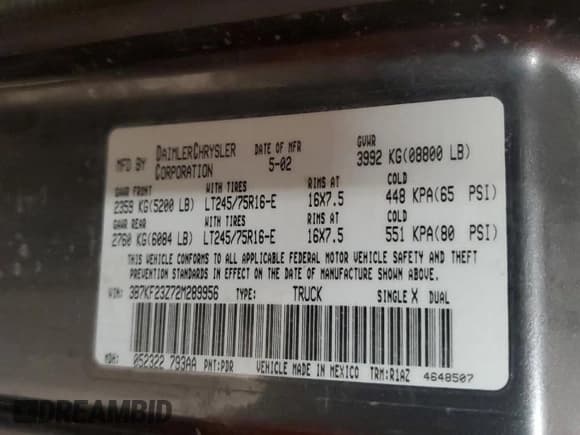 MFD BY DAIMLERCHRYSLER CORPORATION DATE OF MFR 5-02 GVWR 3992 KG(08800 LB)
GAWR FRONT WITH TIRES RIMS AT COLD
2359 KG(5200 LB) LT245/75R16-E 16X7.5 448 KPA(65 PSI)
GAWR REAR WITH TIRES RIMS AT COLD
2760 KG(6084 LB) LT245/75R16-E 16X7.5 551 KPA(80 PSI)
THIS VEHICLE CONFORMS TO ALL APPLICABLE FEDERAL MOTOR VEHICLE SAFETY AND THEFT
PREVENTION STANDARDS IN EFFECT ON THE DATE OF MANUFACTURE SHOWN ABOVE.
VIN: 3B7KF23Z72M289956 TYPE: TRUCK SINGLE X DUAL
MDH: 052322 793AA PNT:PDR VEHICLE MADE IN MEXICO TRM:R1AZ 4648507
DREAMBID